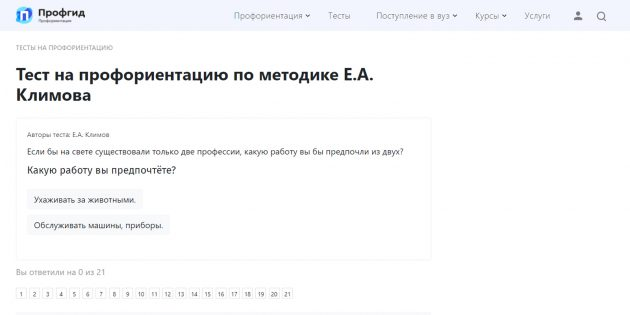 Профгид
Профориентация
Профориентация Тесты Поступление в вуз Курсы Услуги
ТЕСТЫ НА ПРОФОРИЕНТАЦИЮ
Тест на профориентацию по методике Е.А.
Климова
Авторы теста: Е.А. Климов
Если бы на свете существовали только две профессии, какую работу вы бы предпочли из двух?
Какую работу вы предпочтёте?
Ухаживать за животными.
Обслуживать машины, приборы.
Вы ответили на 0 из 21
1 2 3 4 5 6 7 8 9 10 11 12 13 14 15 16 17 18 19 20 21